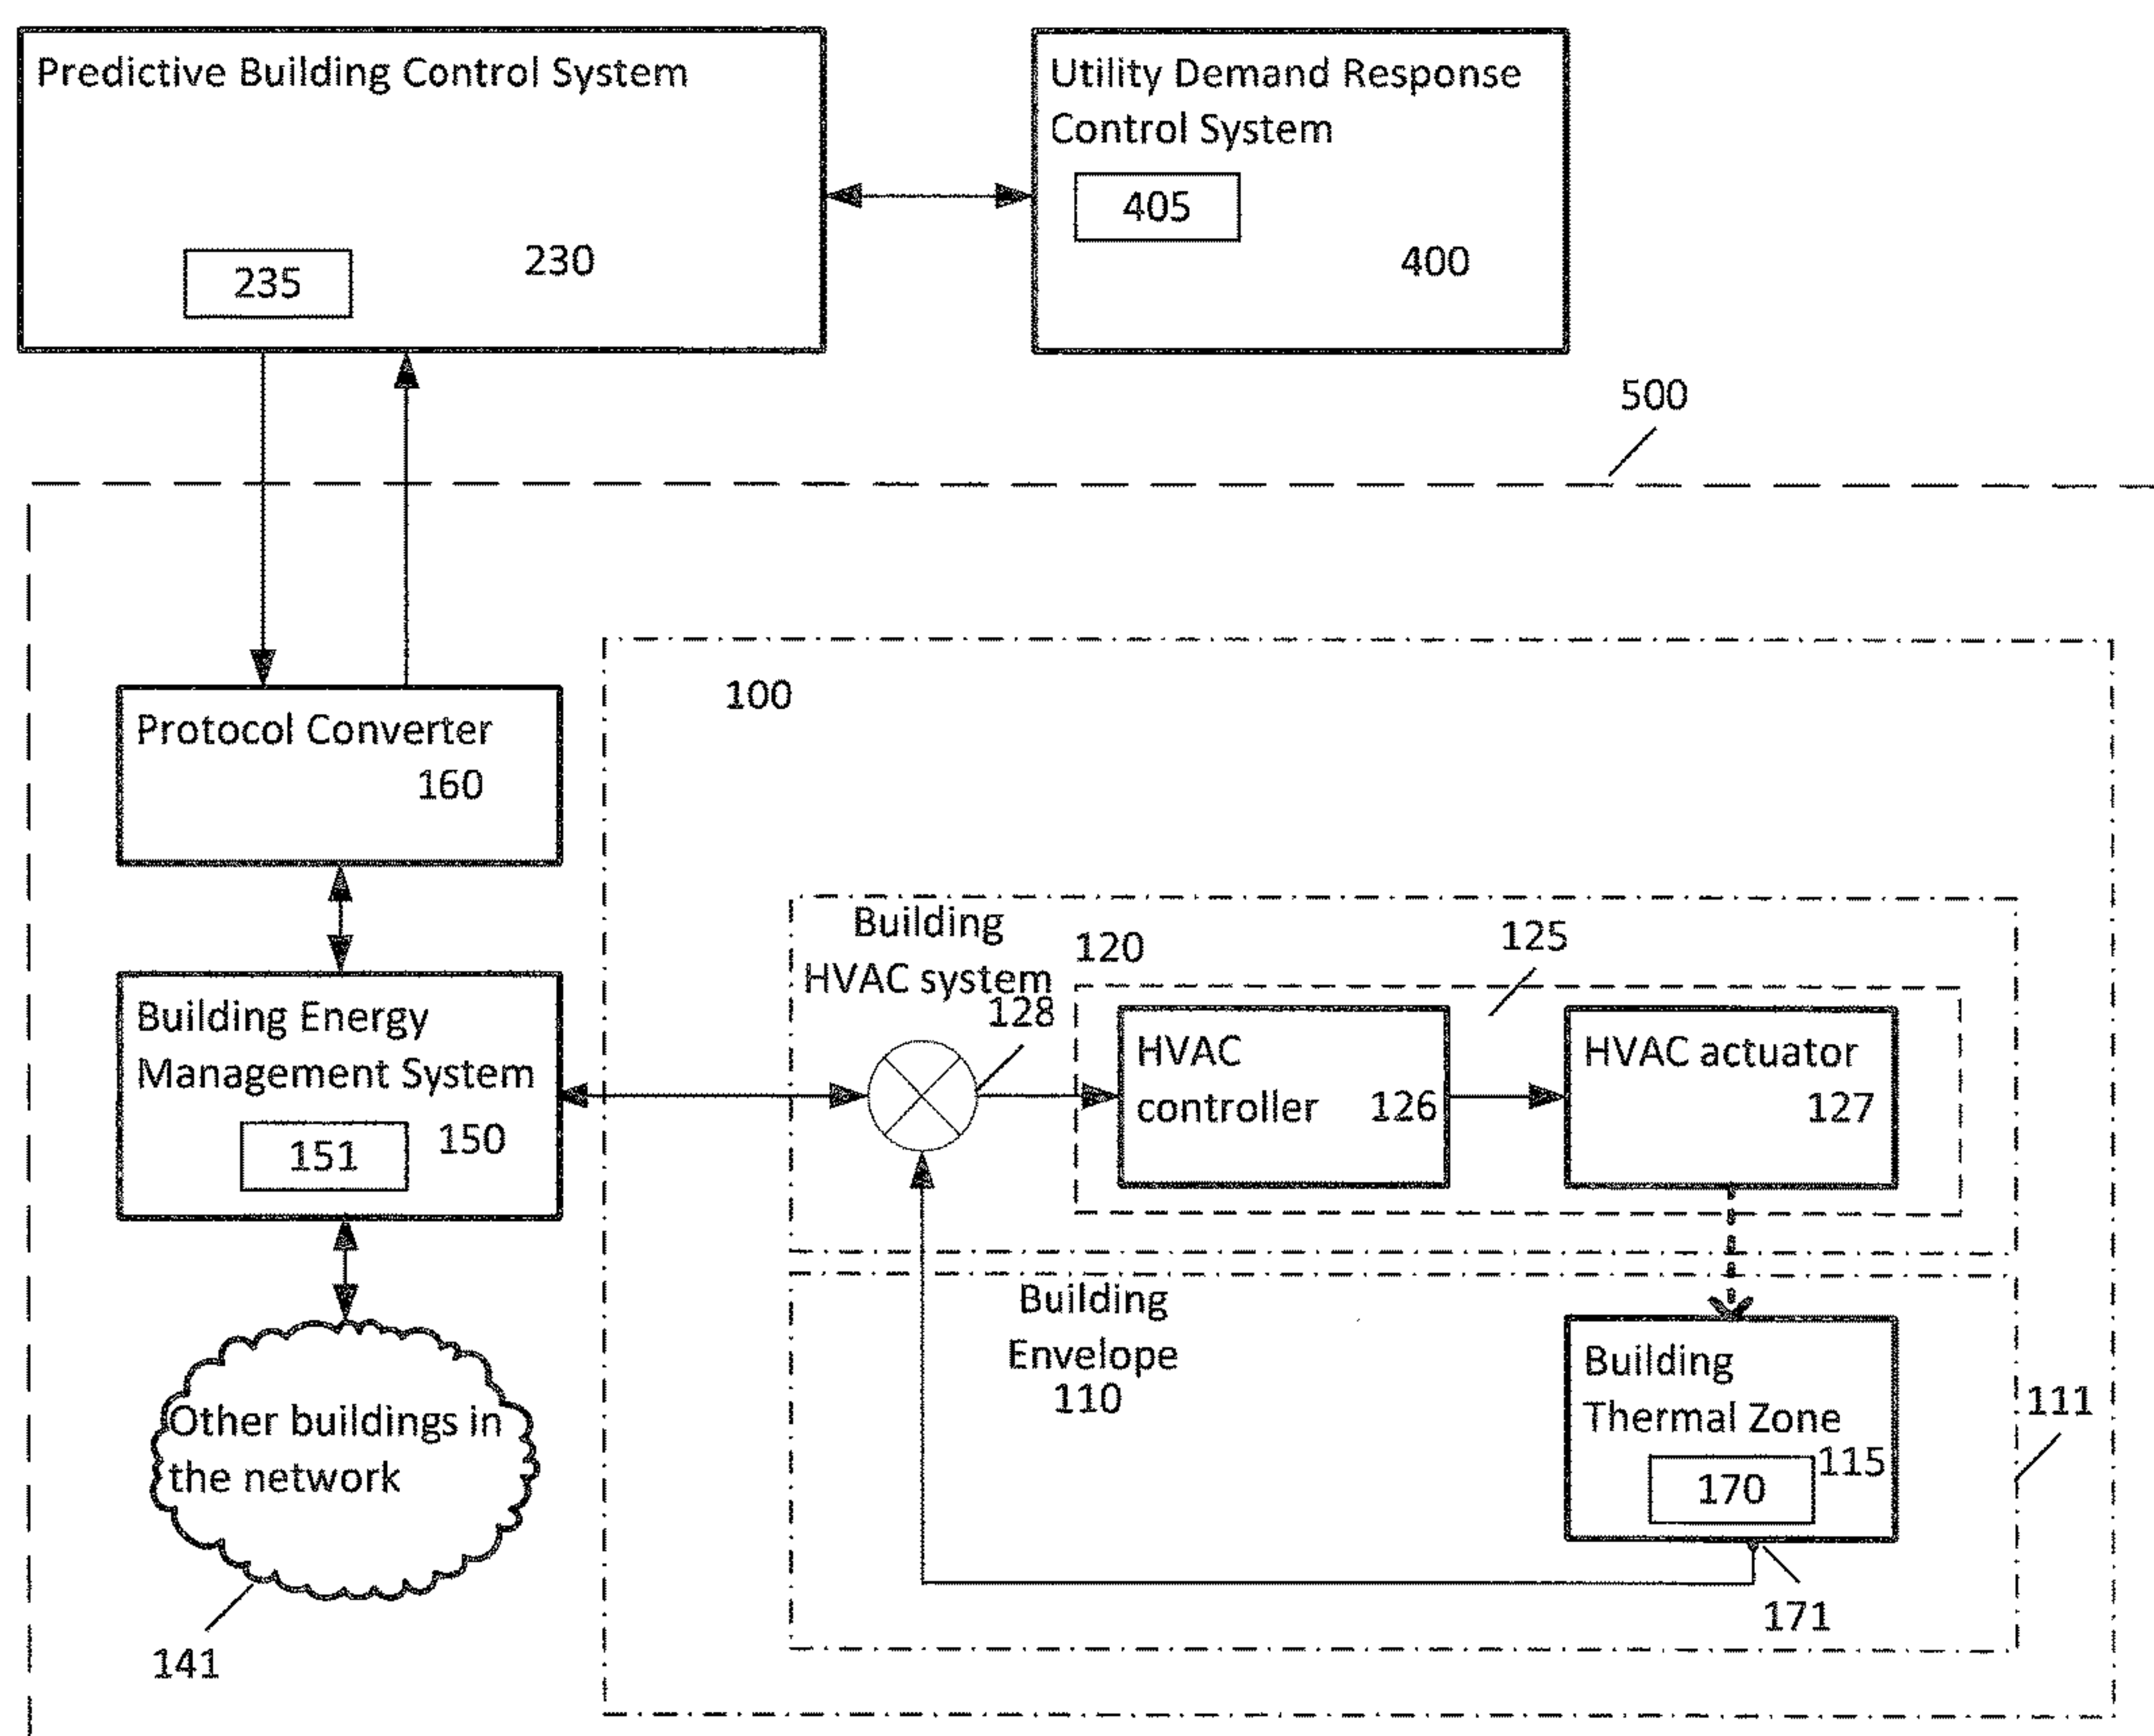 Predictive Building Control System
235
230
Utility Demand Response
Control System
405
400
500
Protocol Converter
160
100
Building Energy
Management System
150
151
Building
HVAC system
120
128
125
HVAC
controller
126
HVAC actuator
127
Building
Envelope
110
Building
Thermal Zone
115
170
111
171
Other buildings in
the network
141